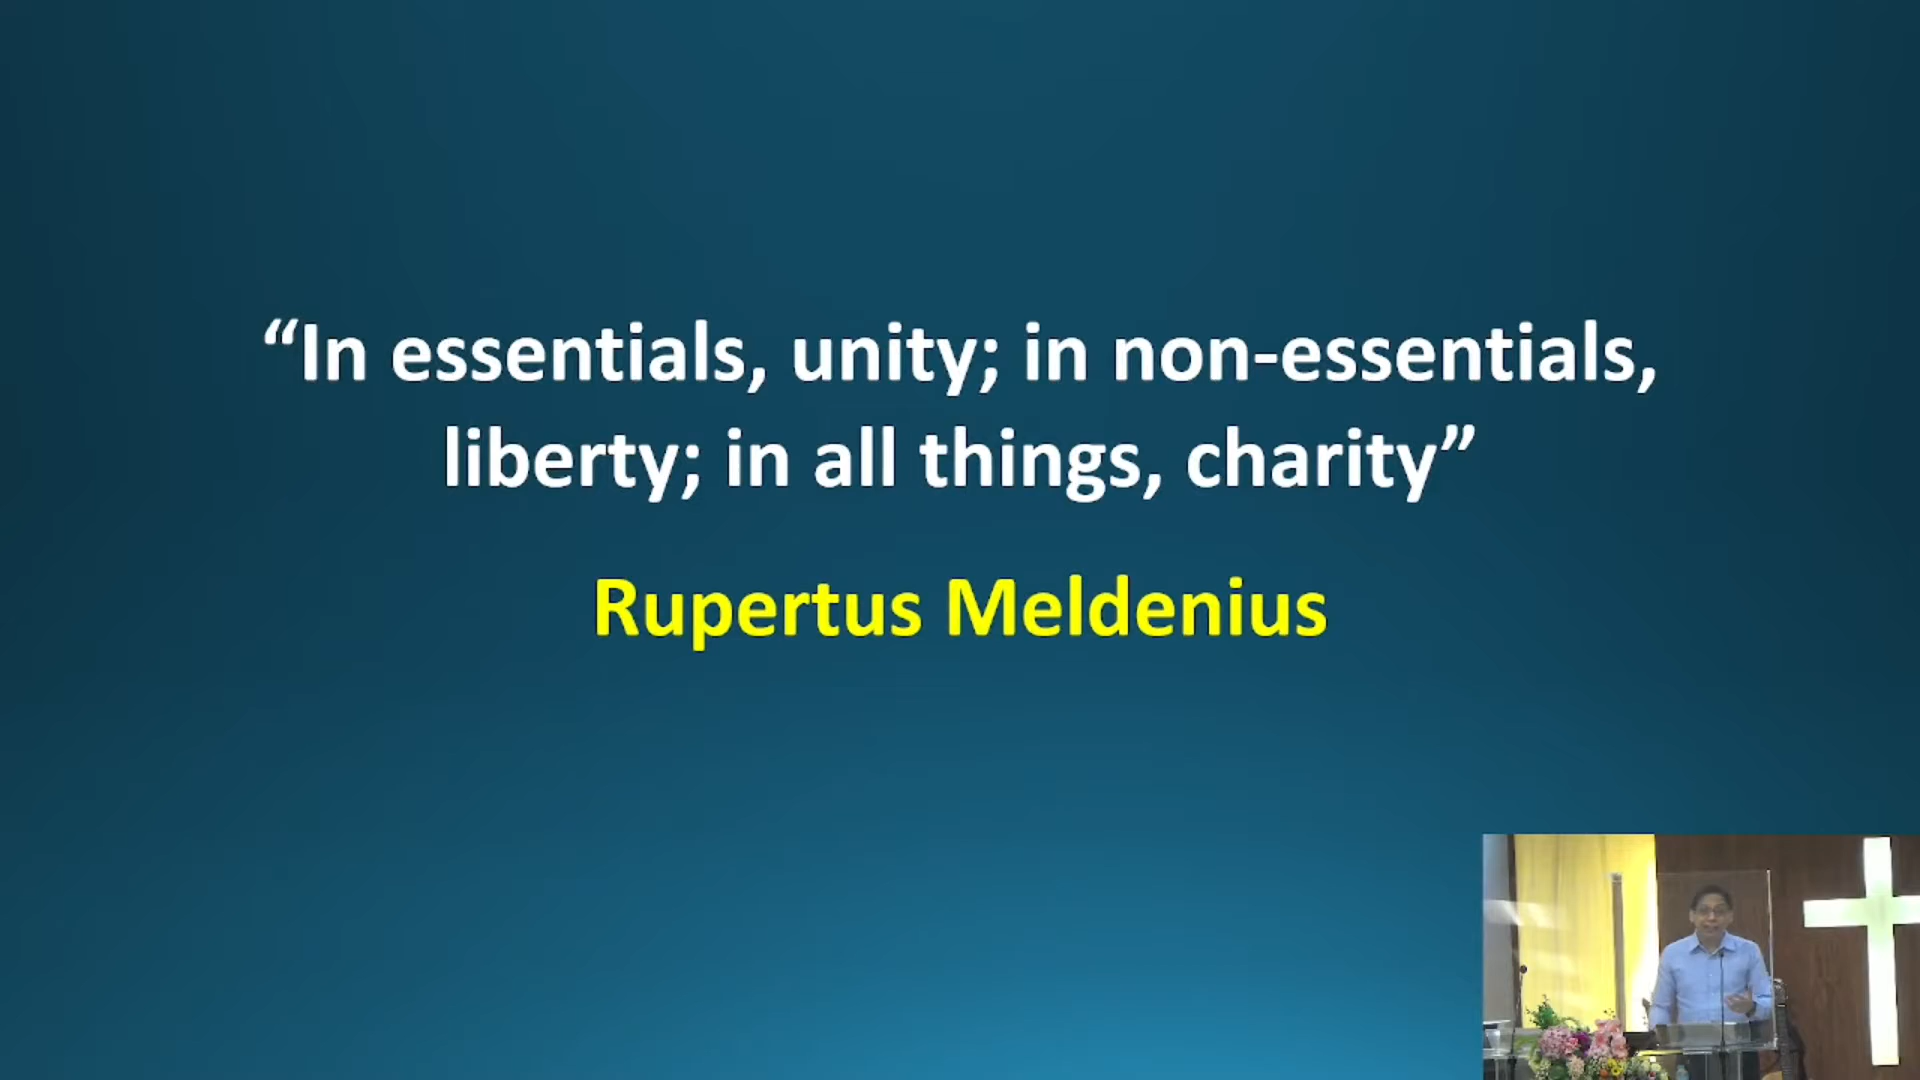 “In essentials, unity; in non-essentials,
liberty; in all things, charity”
Rupertus Meldenius